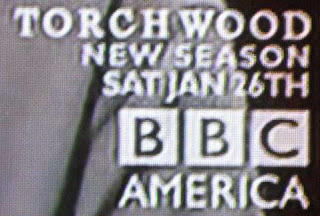 TORCHWOOD
NEW SEASON
SAT JAN 26TH
BBC
AMERICA